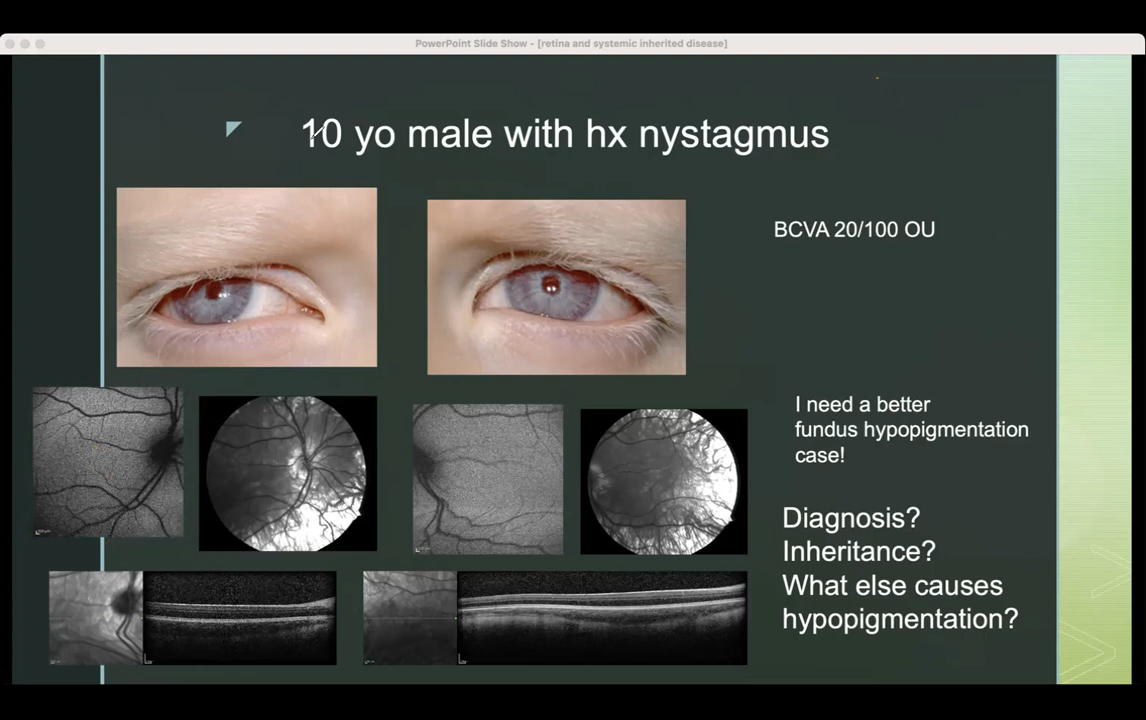 PowerPoint Slide Show - [retina and systemic inherited disease]
10 yo male with hx nystagmus
BCVA 20/100 OU
I need a better
fundus hypopigmentation
case!
Diagnosis?
Inheritance?
What else causes
hypopigmentation?